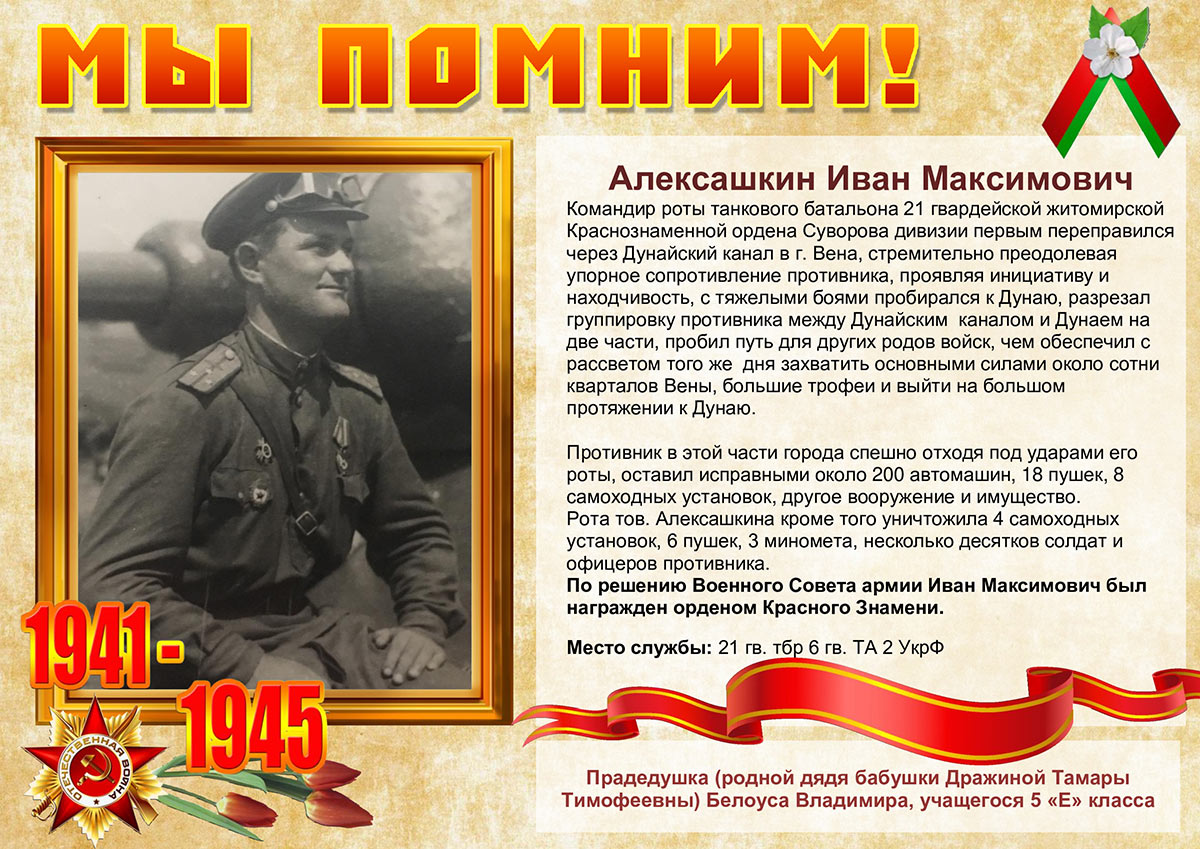 МЫ ПОМНИМ!
Алексашкин Иван Максимович
Командир роты танкового батальона 21 гвардейской житомирской
Краснознаменной ордена Суворова дивизии первым переправился
через Дунайский канал в г. Вена, стремительно преодолевая
упорное сопротивление противника, проявляя инициативу и
находчивость, с тяжелыми боями пробирался к Дунаю, разрезал
группировку противника между Дунайским каналом и Дунаем на
две части, пробил путь для других родов войск, чем обеспечил с
рассветом того же дня захватить основными силами около сотни
кварталов Вены, большие трофеи и выйти на большом
протяжении к Дунаю.
Противник в этой части города спешно отходя под ударами его
роты, оставил исправными около 200 автомашин, 18 пушек, 8
самоходных установок, другое вооружение и имущество.
Рота тов. Алексашкина кроме того уничтожила 4 самоходных
установок, 6 пушек, 3 миномета, несколько десятков солдат и
офицеров противника.
По решению Военного Совета армии Иван Максимович был
награжден орденом Красного Знамени.
Место службы: 21 гв. тбр 6 гв. ТА 2 УкрФ
1941-
1945
ОТЕЧЕСТВЕННАЯ ВОЙНА
Прадедушка (родной дядя бабушки Дражиной Тамары
Тимофеевны) Белоуса Владимира, учащегося 5 «Е» класса